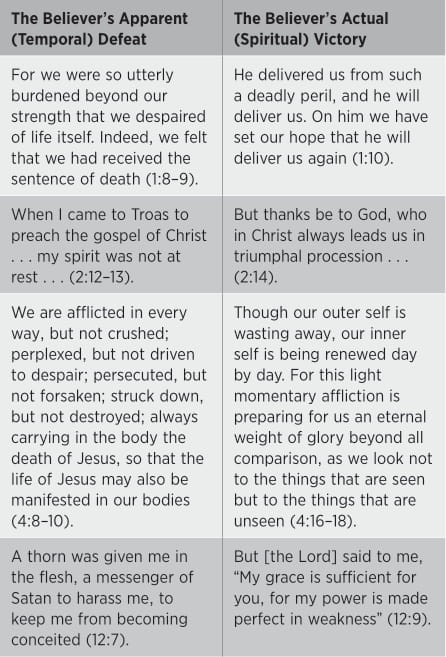 The Believer’s Apparent
(Temporal) Defeat
The Believer’s Actual
(Spiritual) Victory
For we were so utterly
burdened beyond our
strength that we despaired
of life itself. Indeed, we felt
that we had received the
sentence of death (1:8–9).
He delivered us from such
a deadly peril, and he will
deliver us. On him we have
set our hope that he will
deliver us again (1:10).
When I came to Troas to
preach the gospel of Christ
. . . my spirit was not at
rest . . . (2:12–13).
But thanks be to God, who
in Christ always leads us in
triumphal procession . . .
(2:14).
We are afflicted in every
way, but not crushed;
perplexed, but not driven
to despair; persecuted, but
not forsaken; struck down,
but not destroyed; always
carrying in the body the
death of Jesus, so that the
life of Jesus may also be
manifested in our bodies
(4:8–10).
Though our outer self is
wasting away, our inner
self is being renewed day
by day. For this light
momentary affliction is
preparing for us an eternal
weight of glory beyond all
comparison, as we look not
to the things that are seen
but to the things that are
unseen (4:16–18).
A thorn was given me in
the flesh, a messenger of
Satan to harass me, to
keep me from becoming
conceited (12:7).
But [the Lord] said to me,
“My grace is sufficient for
you, for my power is made
perfect in weakness” (12:9).